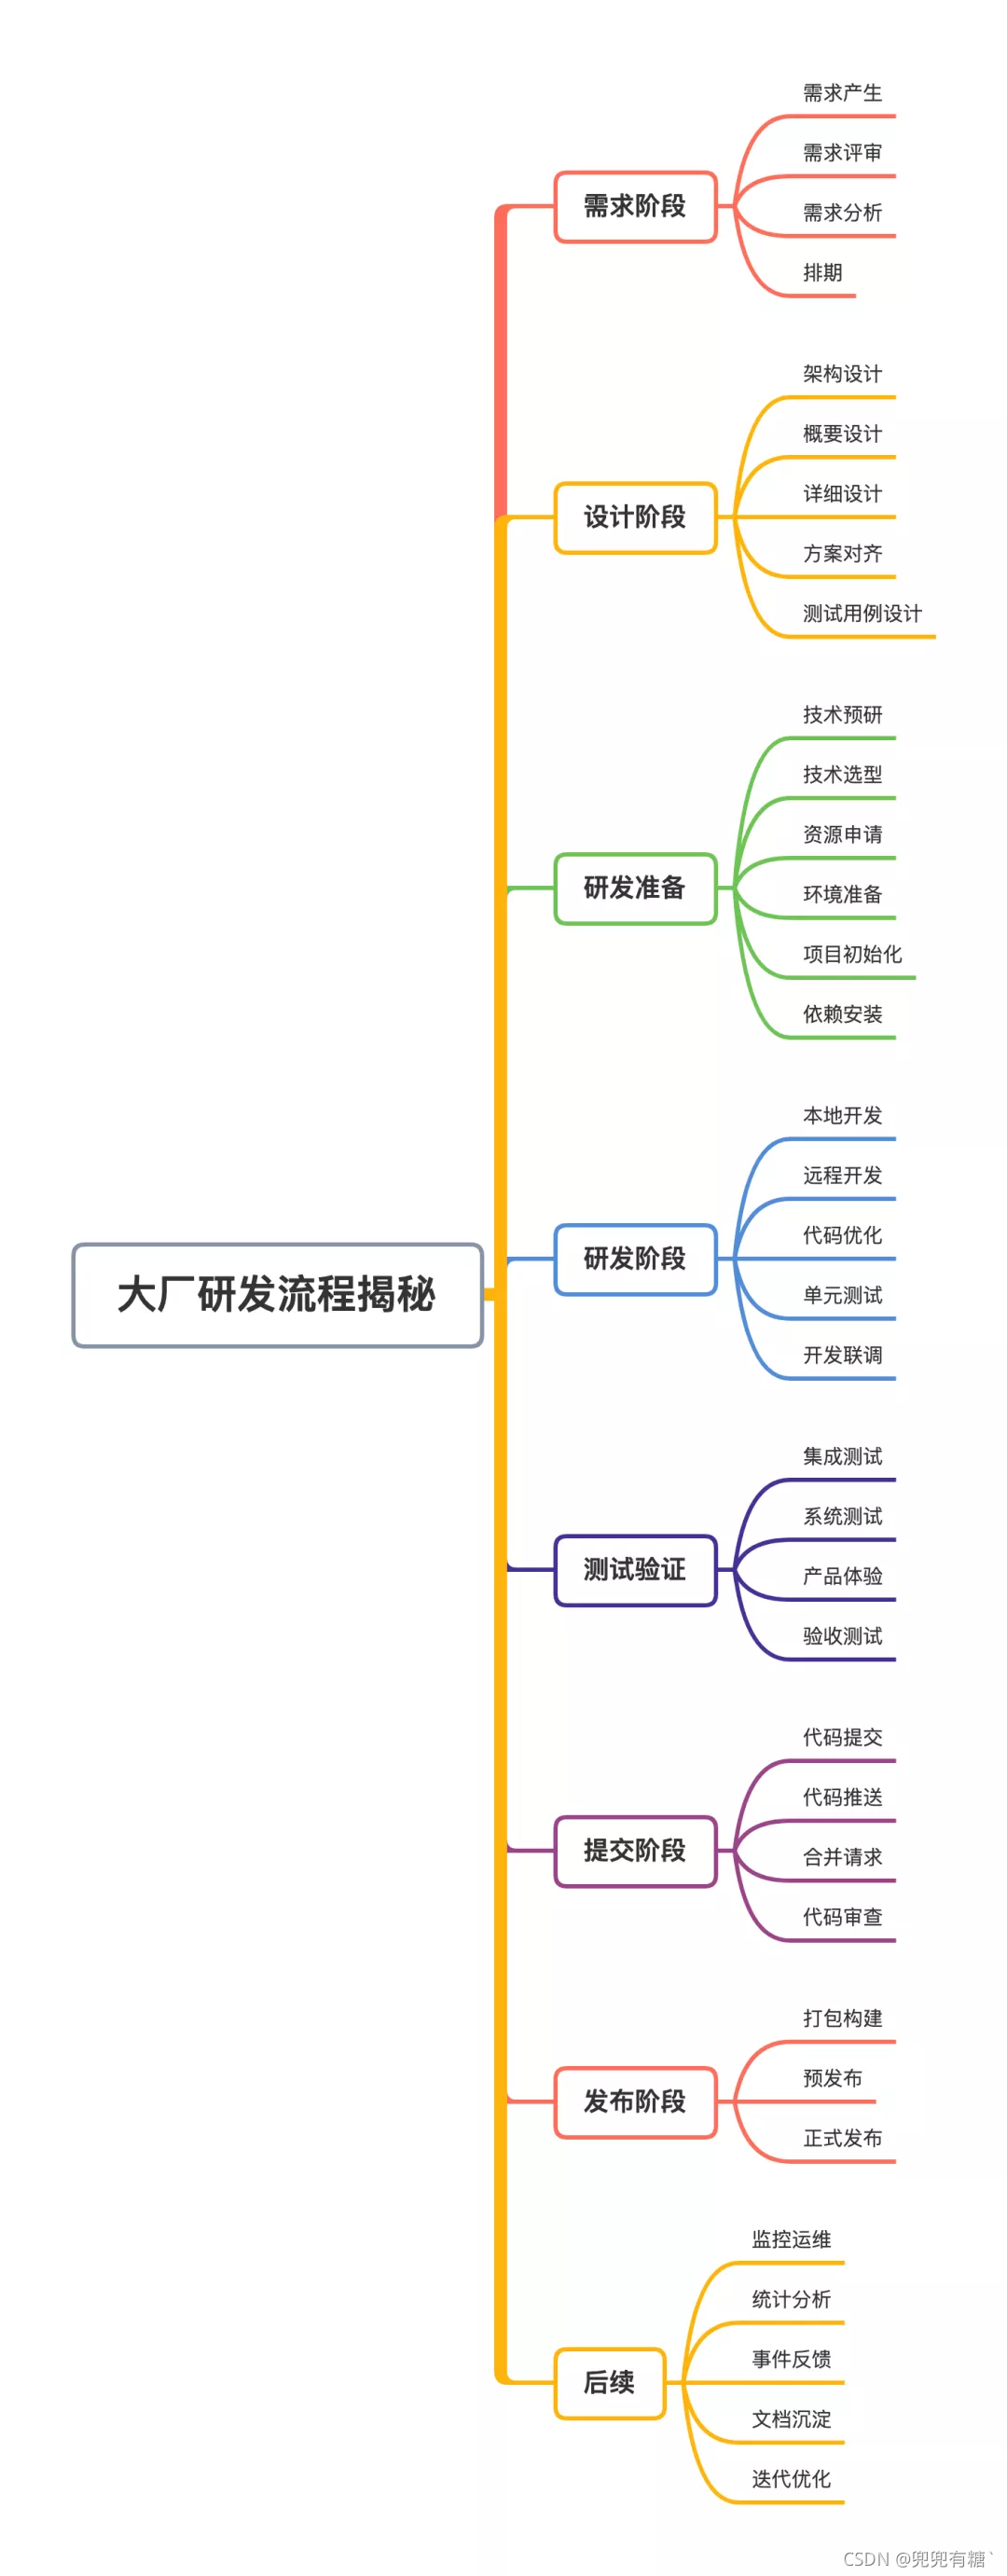 需求产生
需求评审
需求阶段
需求分析
排期
架构设计
概要设计
详细设计
设计阶段
方案对齐
测试用例设计
技术预研
技术选型
资源申请
研发准备
环境准备
项目初始化
依赖安装
本地开发
远程开发
代码优化
研发阶段
单元测试
开发联调
大厂研发流程揭秘
集成测试
系统测试
测试验证
产品体验
验收测试
代码提交
代码推送
提交阶段
合并请求
代码审查
打包构建
预发布
发布阶段
正式发布
监控运维
统计分析
事件反馈
后续
文档沉淀
迭代优化
CSDN @兜兜有糖`